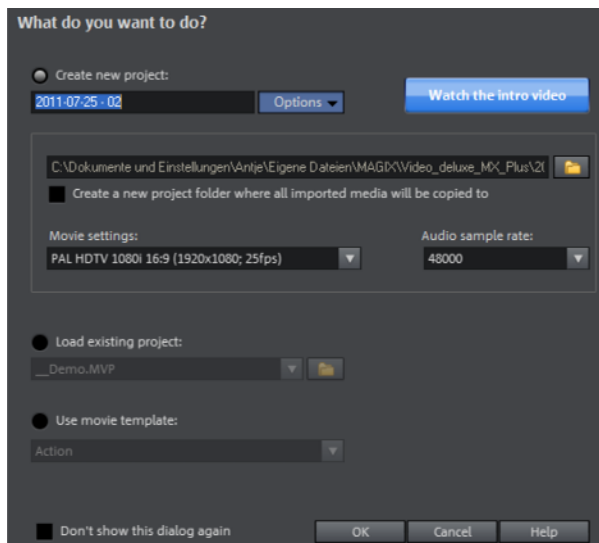 What do you want to do?
Create new project:
2011-07-25 - 02
Options
Watch the intro video
C:\Dokumente und Einstellungen\Antje\Eigene Dateien\MAGIX\Video_deluxe_MX_Plus\2(
Create a new project folder where all imported media will be copied to
Movie settings:
Audio sample rate:
PAL HDTV 1080i 16:9 (1920x1080; 25fps)
48000
Load existing project:
__Demo.MVP
Use movie template:
Action
Don't show this dialog again
OK
Cancel
Help